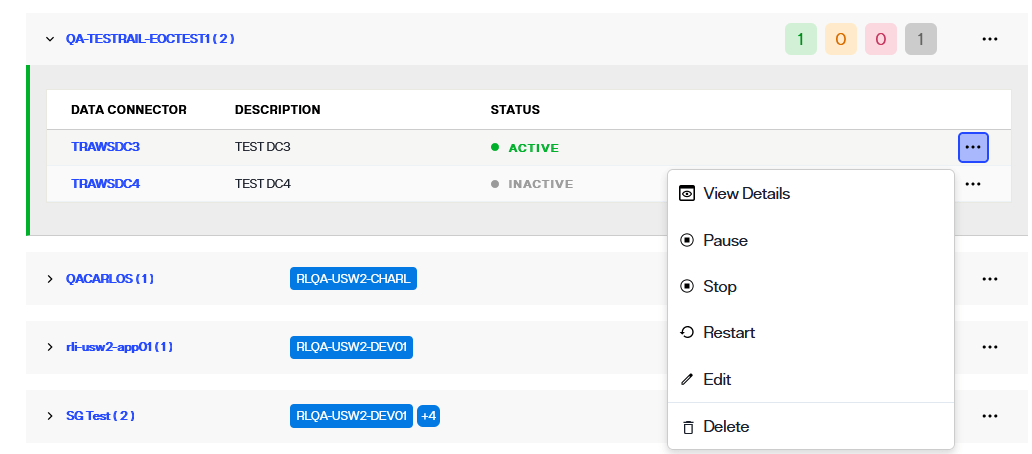 QA-TESTRAIL-EOCTEST1 ( 2 ) 1 0 0 1
DATA CONNECTOR DESCRIPTION STATUS
TRAWSDC3 TEST DC3 ACTIVE
TRAWSDC4 TEST DC4 INACTIVE
View Details
Pause
Stop
Restart
Edit
Delete
QACARLOS ( 1 ) RLQA-USW2-CHARL
rli-usw2-app01 ( 1 ) RLQA-USW2-DEV01
SG Test ( 2 ) RLQA-USW2-DEV01 +4